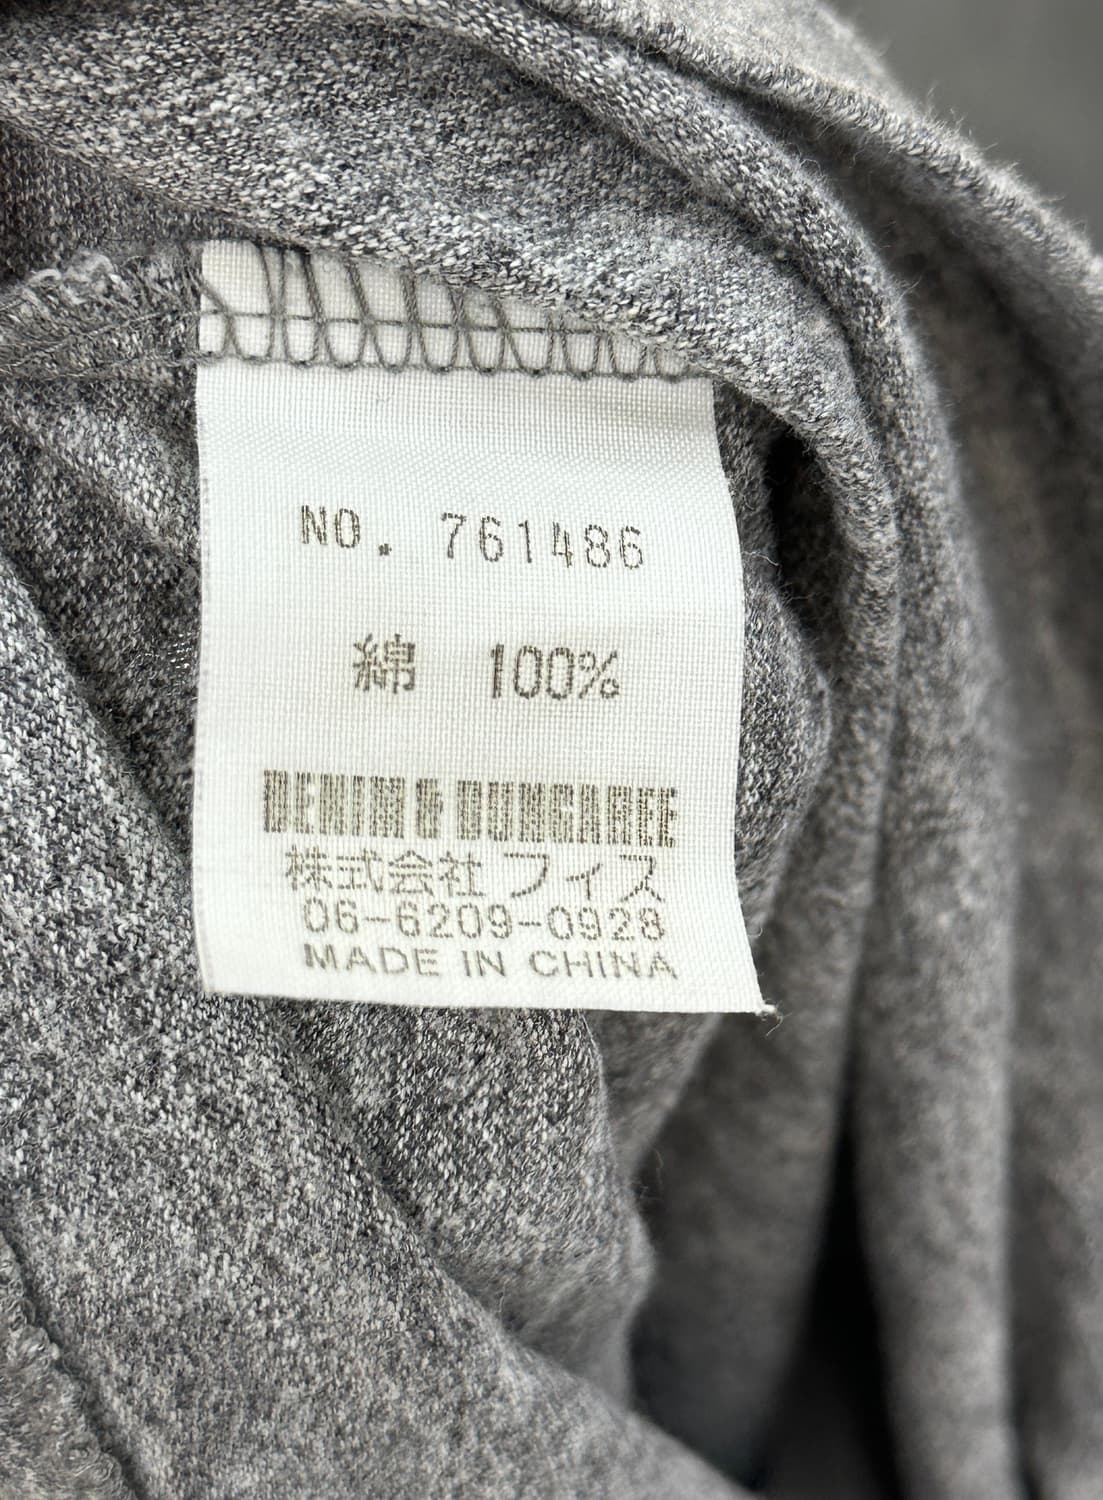 NO. 761486
綿 100%
DENIM & DUNGAREE
株式会社 フィス
06-6209-0928
MADE IN CHINA